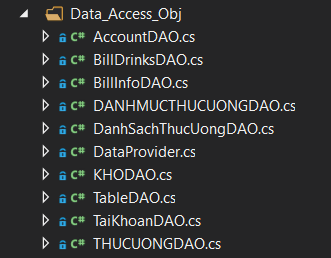 Data_Access_Obj
C# AccountDAO.cs
C# BillDrinksDAO.cs
C# BillInfoDAO.cs
C# DANHMUCTHUCUONGDAO.cs
C# DanhSachThucUongDAO.cs
C# DataProvider.cs
C# KHODAO.cs
C# TableDAO.cs
C# TaiKhoanDAO.cs
C# THUCUONGDAO.cs